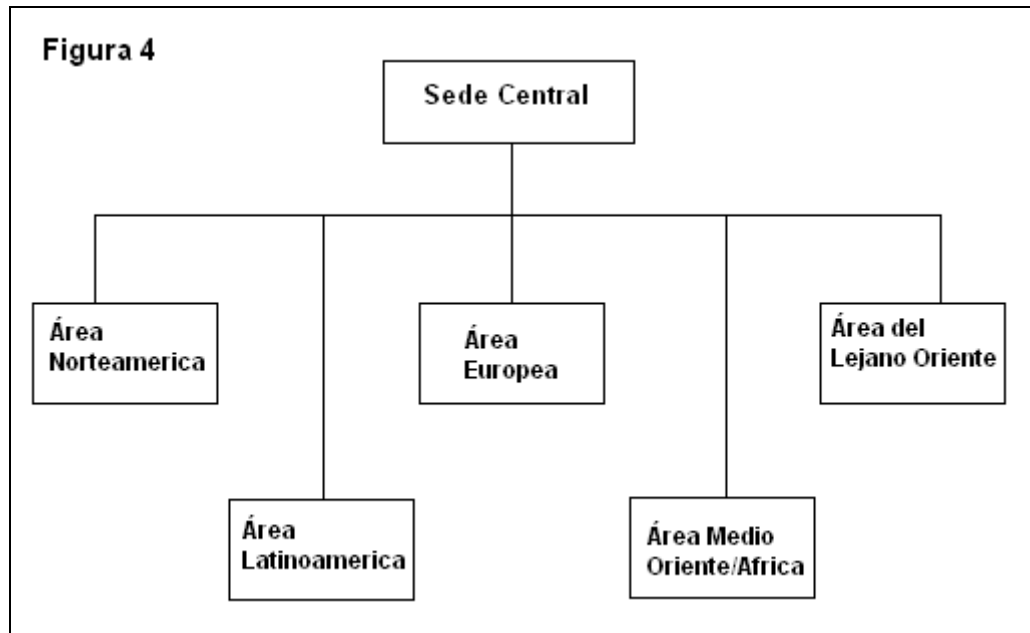 Figura 4
Sede Central
Área
Norteamerica
Área
Europea
Área del
Lejano Oriente
Área
Latinoamerica
Área Medio
Oriente/Africa